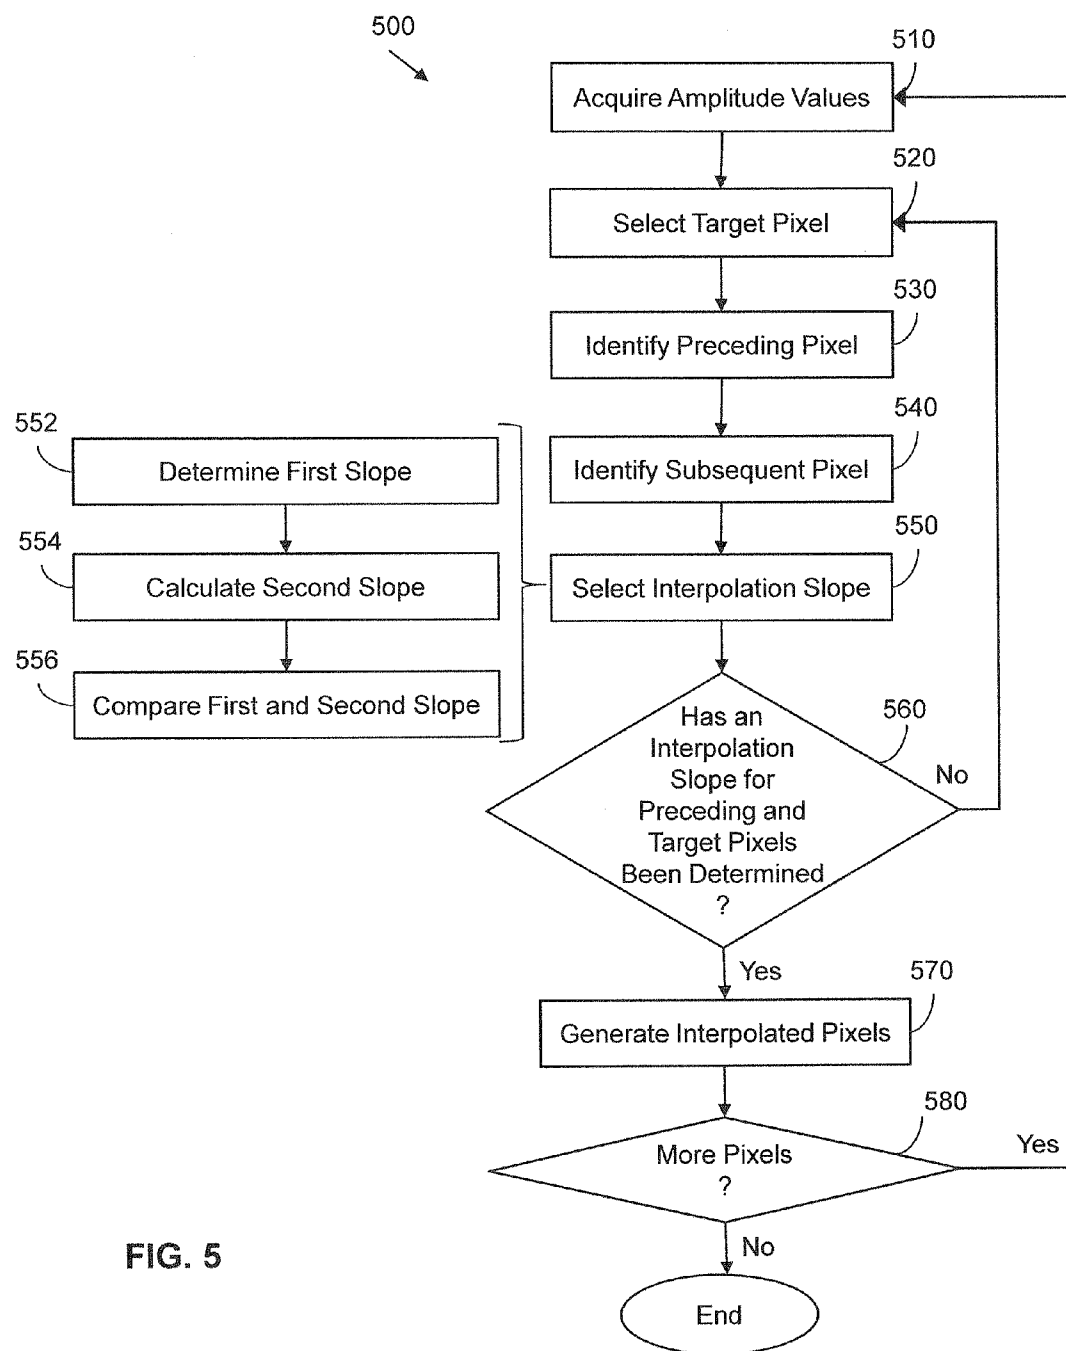 500
510
Acquire Amplitude Values
520
Select Target Pixel
530
Identify Preceding Pixel
540
Identify Subsequent Pixel
550
Select Interpolation Slope
552
Determine First Slope
554
Calculate Second Slope
556
Compare First and Second Slope
560
Has an
Interpolation
Slope for
Preceding and
Target Pixels
Been Determined
?
No
Yes
570
Generate Interpolated Pixels
580
More Pixels
?
Yes
No
End
FIG. 5